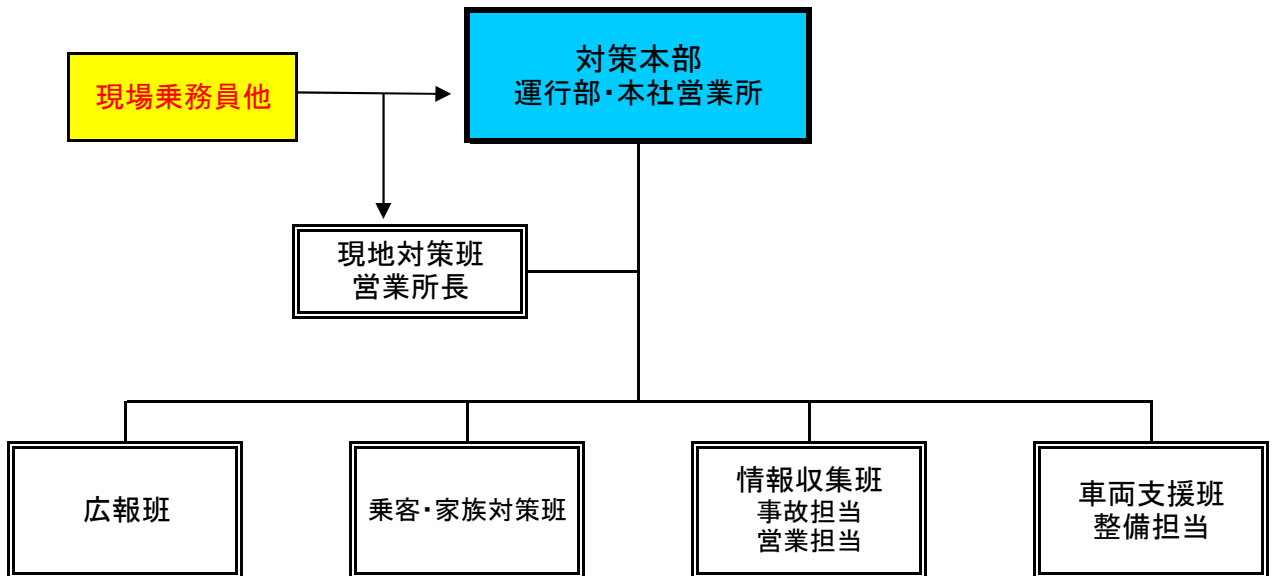 対策本部
運行部・本社営業所
現場乗務員他
現地対策班
営業所長
広報班
乗客・家族対策班
情報収集班
事故担当
営業担当
車両支援班
整備担当